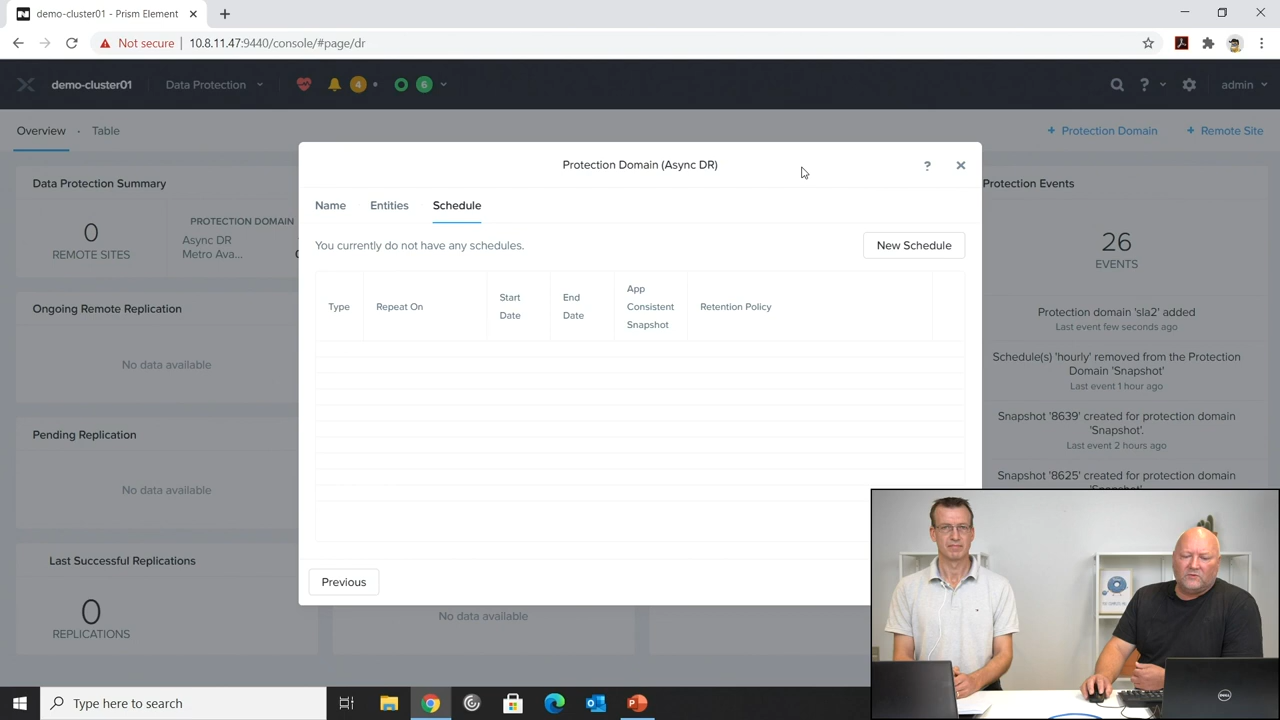 demo-cluster01 - Prism Element
Not secure
10.8.11.47:9440/console/#page/dr
demo-cluster01
Data Protection
4
6
?
admin
Overview
Table
+ Protection Domain
+ Remote Site
Data Protection Summary
0
REMOTE SITES
PROTECTION DOMAIN
Async DR
Metro Ava...
Ongoing Remote Replication
No data available
Pending Replication
No data available
Last Successful Replications
0
REPLICATIONS
No data available
Protection Domain (Async DR)
?
Name
Entities
Schedule
You currently do not have any schedules.
New Schedule
Type
Repeat On
Start
Date
End
Date
App
Consistent
Snapshot
Retention Policy
Previous
Protection Events
26
EVENTS
Protection domain 'sla2' added
Last event few seconds ago
Schedule(s) 'hourly' removed from the Protection
Domain 'Snapshot'
Last event 1 hour ago
Snapshot '8639' created for protection domain
'Snapshot'.
Last event 2 hours ago
Snapshot '8625' created for protection domain
'Snapshot'
Type here to search
DELL